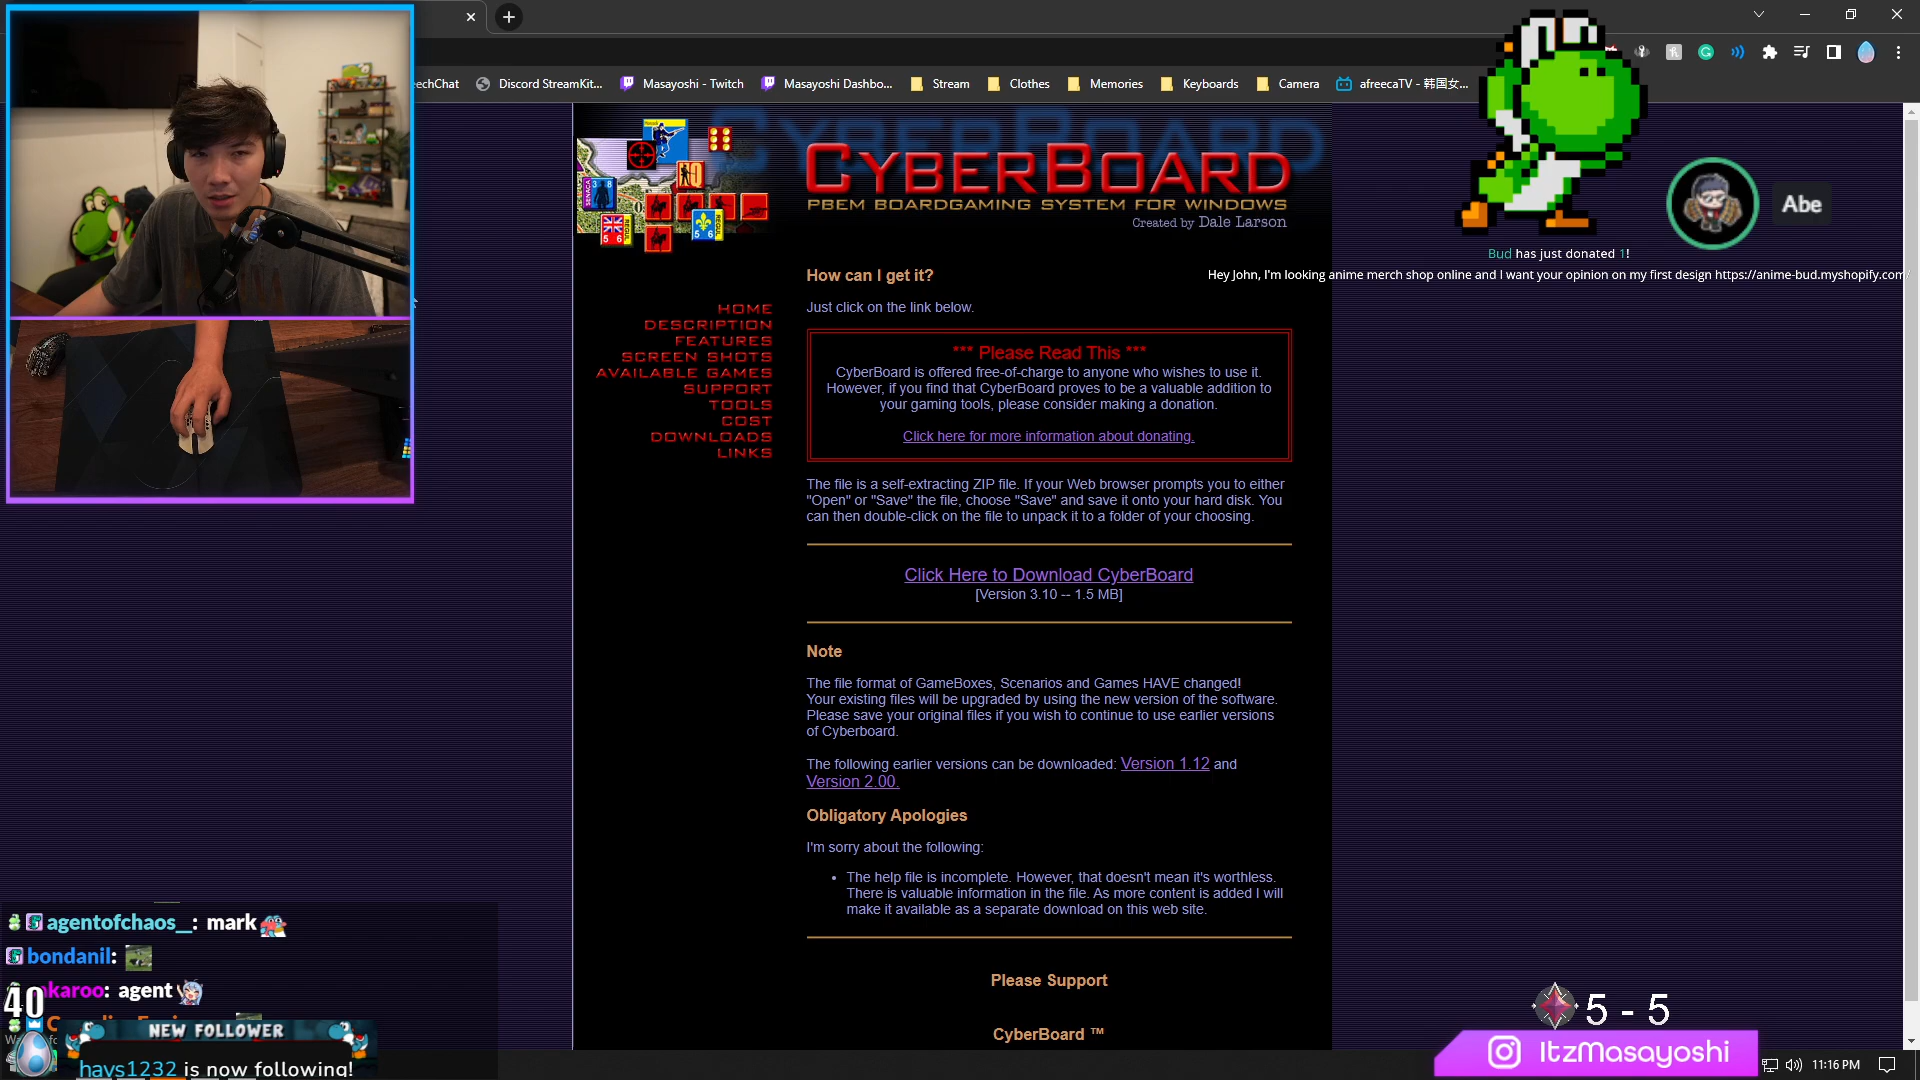 echChat
Discord StreamKit...
Masayoshi - Twitch
Masayoshi Dashbo...
Stream
Clothes
Memories
Keyboards
Camera
afreecaTV - 韩国女...
CYBERBOARD
CYBERBOARD
PBEM BOARDGAMING SYSTEM FOR WINDOWS
Created by Dale Larson
Abe
Bud has just donated 1!
Hey John, I'm looking anime merch shop online and I want your opinion on my first design https://anime-bud.myshopify.com/
HOME
DESCRIPTION
FEATURES
SCREEN SHOTS
AVAILABLE GAMES
SUPPORT
TOOLS
COST
DOWNLOADS
LINKS
How can I get it?
Just click on the link below.
*** Please Read This ***
CyberBoard is offered free-of-charge to anyone who wishes to use it.
However, if you find that CyberBoard proves to be a valuable addition to
your gaming tools, please consider making a donation.
Click here for more information about donating.
The file is a self-extracting ZIP file. If your Web browser prompts you to either
"Open" or "Save" the file, choose "Save" and save it onto your hard disk. You
can then double-click on the file to unpack it to a folder of your choosing.
Click Here to Download CyberBoard
[Version 3.10 -- 1.5 MB]
Note
The file format of GameBoxes, Scenarios and Games HAVE changed!
Your existing files will be upgraded by using the new version of the software.
Please save your original files if you wish to continue to use earlier versions
of Cyberboard.
The following earlier versions can be downloaded: Version 1.12 and
Version 2.00.
Obligatory Apologies
I'm sorry about the following:
• The help file is incomplete. However, that doesn't mean it's worthless.
There is valuable information in the file. As more content is added I will
make it available as a separate download on this web site.
Please Support
CyberBoard ™
agentofchaos__: mark
bondanil:
karoo: agent
40
NEW FOLLOWER
havs1232 is now following!
5 - 5
ItzMasayoshi
11:16 PM